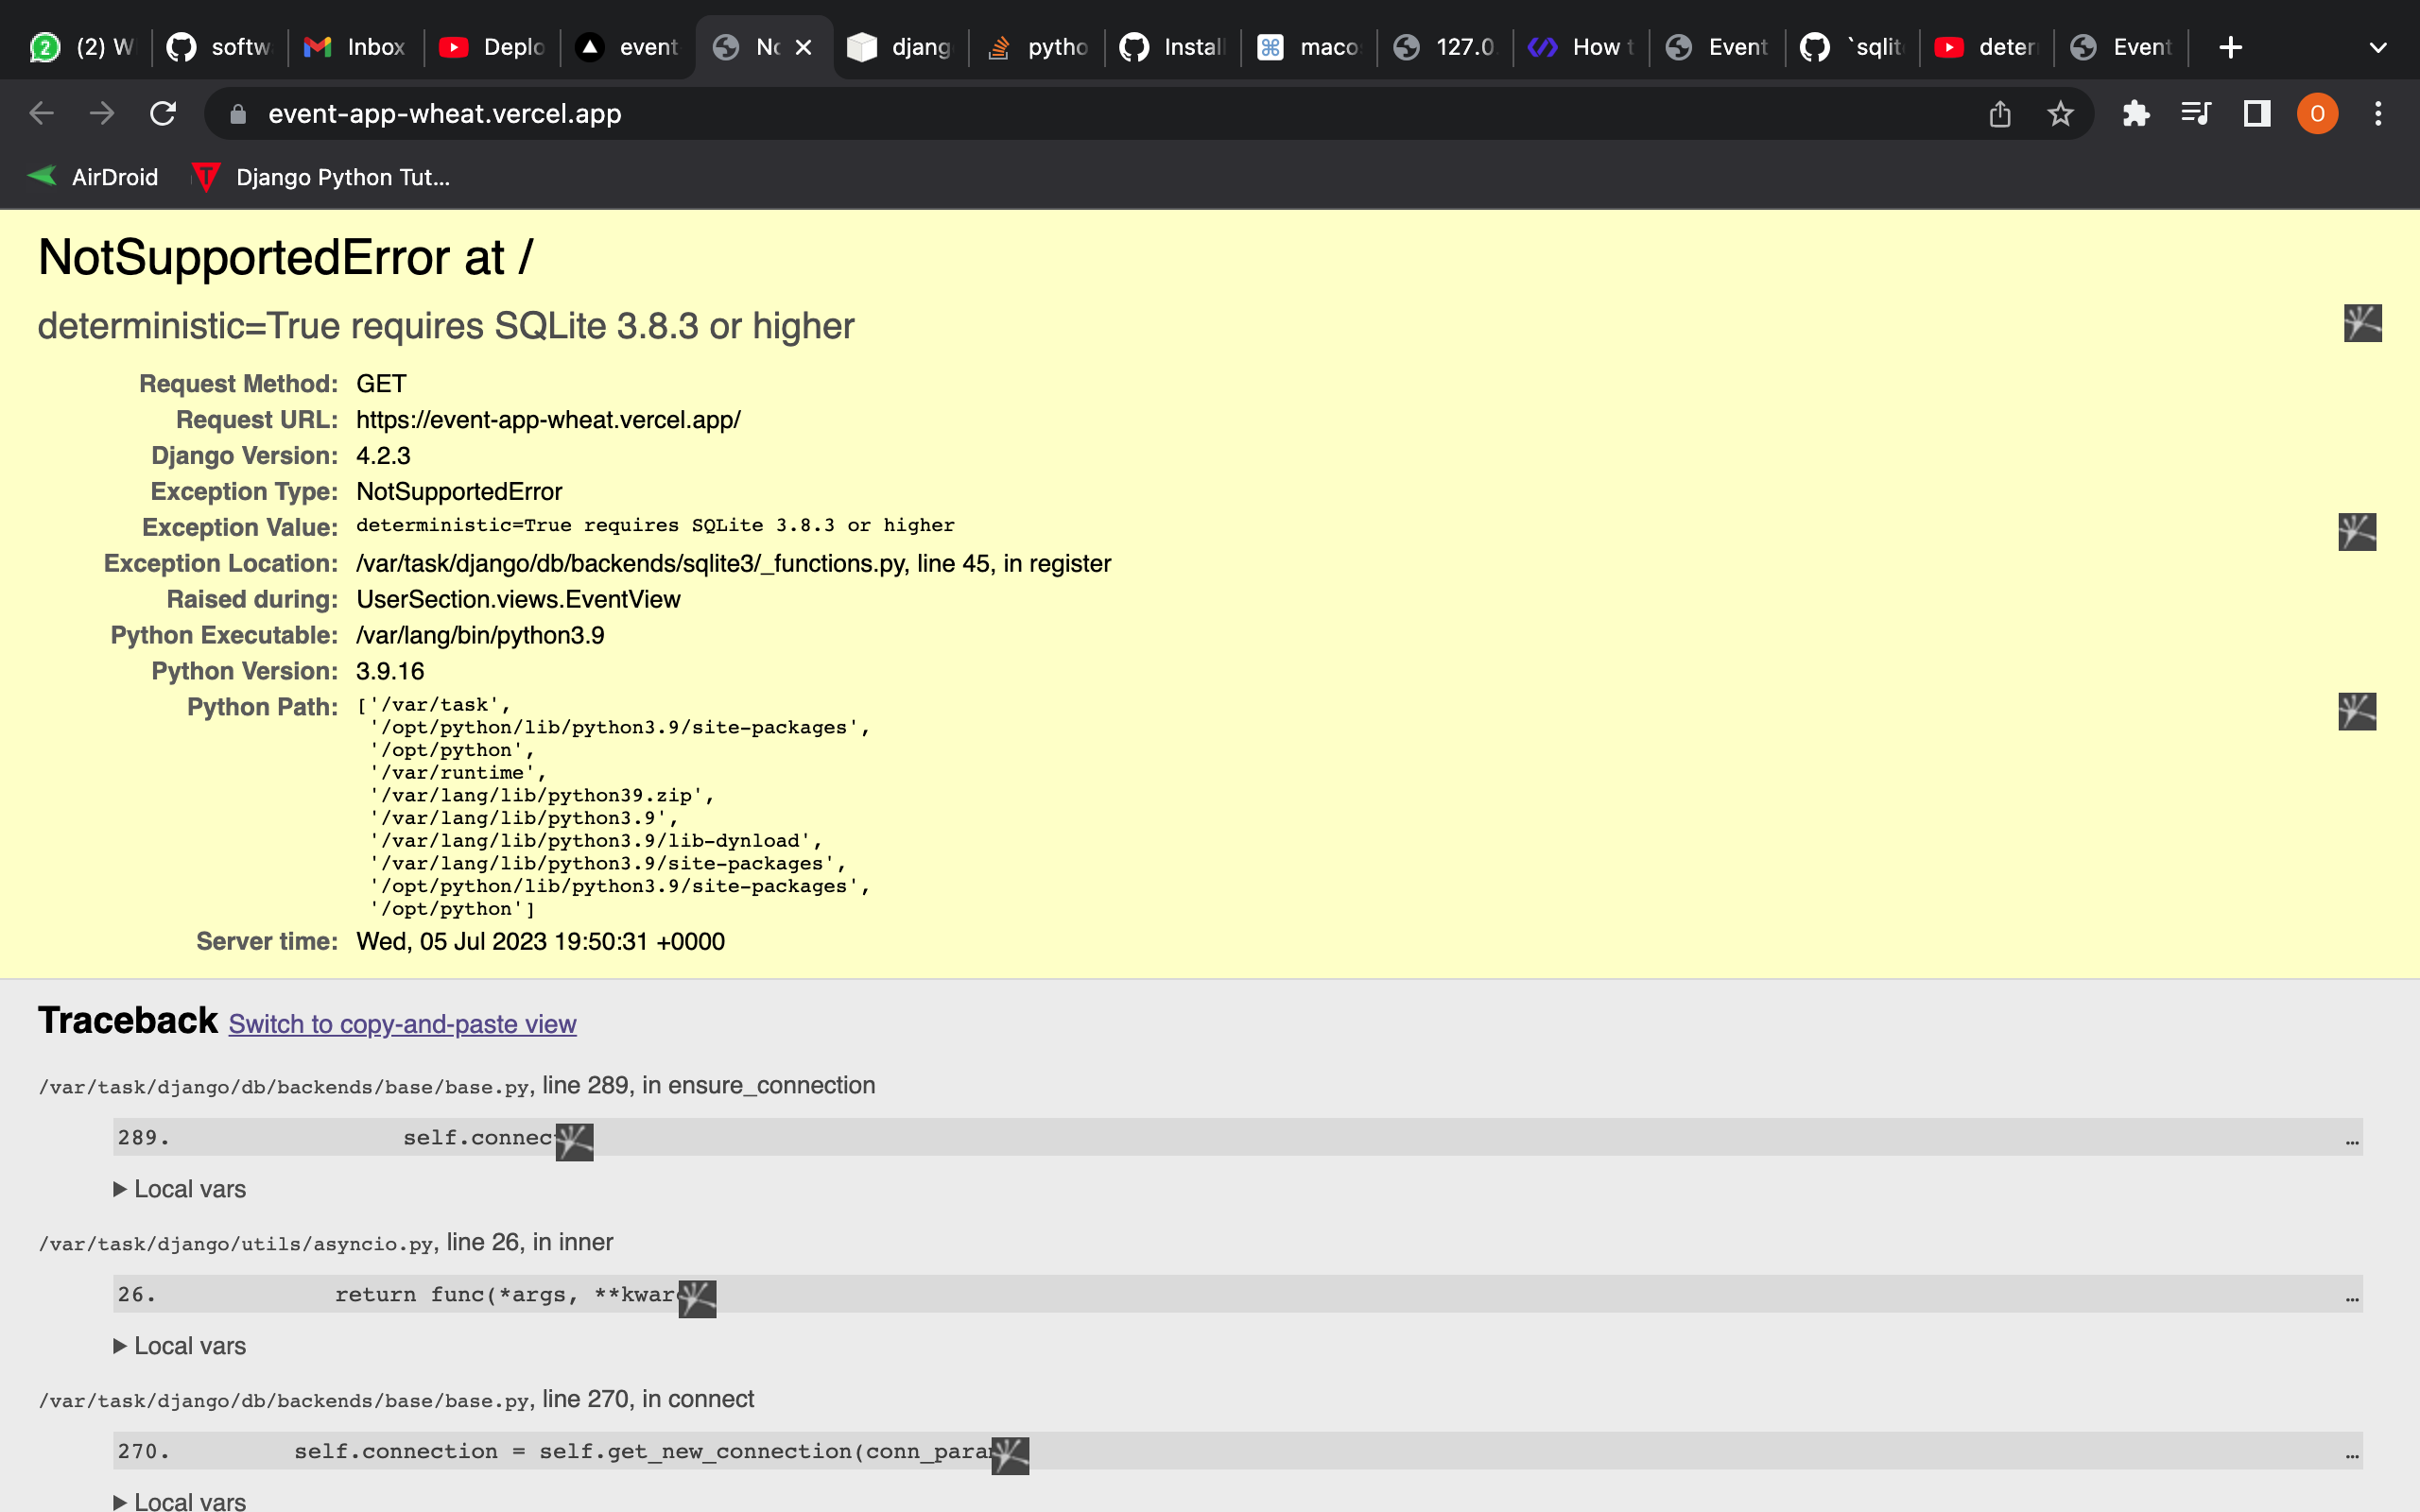 (2) W softw Inbox Deplo event No djang pytho Instal maco 127.0. How t Event `sqlit deter Event
event-app-wheat.vercel.app O
AirDroid Django Python Tut...
NotSupportedError at /
deterministic=True requires SQLite 3.8.3 or higher
Request Method: GET
Request URL: https://event-app-wheat.vercel.app/
Django Version: 4.2.3
Exception Type: NotSupportedError
Exception Value: deterministic=True requires SQLite 3.8.3 or higher
Exception Location: /var/task/django/db/backends/sqlite3/_functions.py, line 45, in register
Raised during: UserSection.views.EventView
Python Executable: /var/lang/bin/python3.9
Python Version: 3.9.16
Python Path: ['/var/task',
'/opt/python/lib/python3.9/site-packages',
'/opt/python',
'/var/runtime',
'/var/lang/lib/python39.zip',
'/var/lang/lib/python3.9',
'/var/lang/lib/python3.9/lib-dynload',
'/var/lang/lib/python3.9/site-packages',
'/opt/python/lib/python3.9/site-packages',
'/opt/python']
Server time: Wed, 05 Jul 2023 19:50:31 +0000
Traceback Switch to copy-and-paste view
/var/task/django/db/backends/base/base.py, line 289, in ensure_connection
289. self.connec …
Local vars
/var/task/django/utils/asyncio.py, line 26, in inner
26. return func(*args, **kwar …
Local vars
/var/task/django/db/backends/base/base.py, line 270, in connect
270. self.connection = self.get_new_connection(conn_para …
Local vars